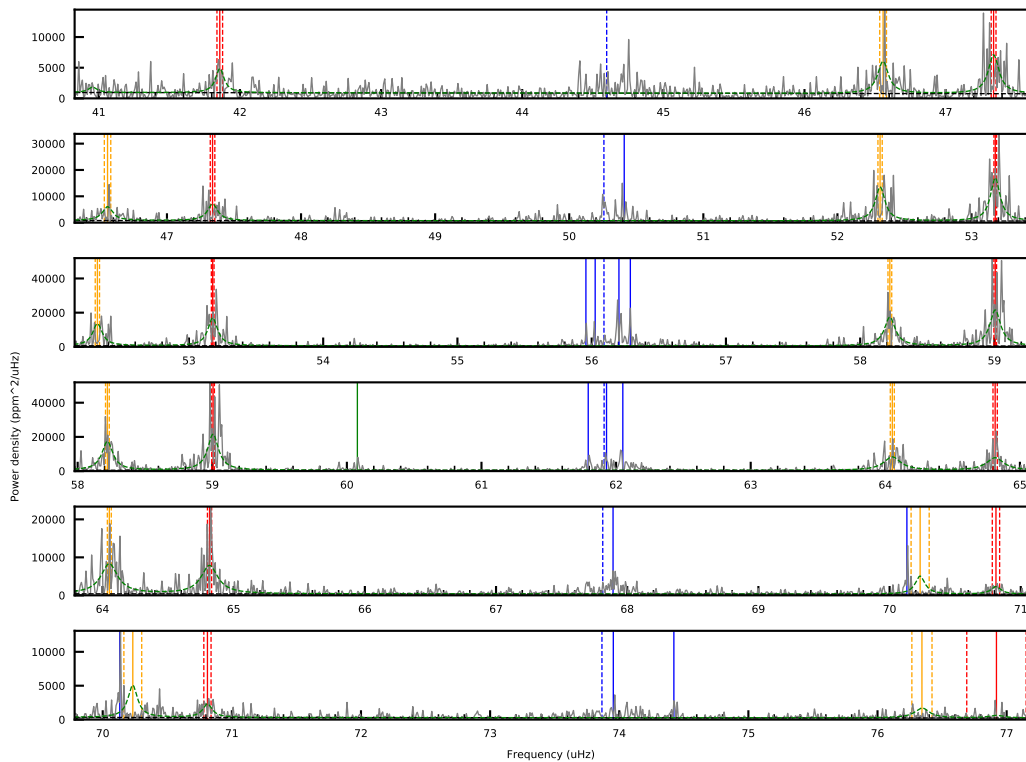 10000
5000
0
41 42 43 44 45 46 47
30000
20000
10000
0
47 48 49 50 51 52 53
40000
20000
0
53 54 55 56 57 58 59
40000
20000
0
58 59 60 61 62 63 64 65
20000
10000
0
64 65 66 67 68 69 70 71
10000
5000
0
70 71 72 73 74 75 76 77
Power density (ppm^2/uHz)
Frequency (uHz)